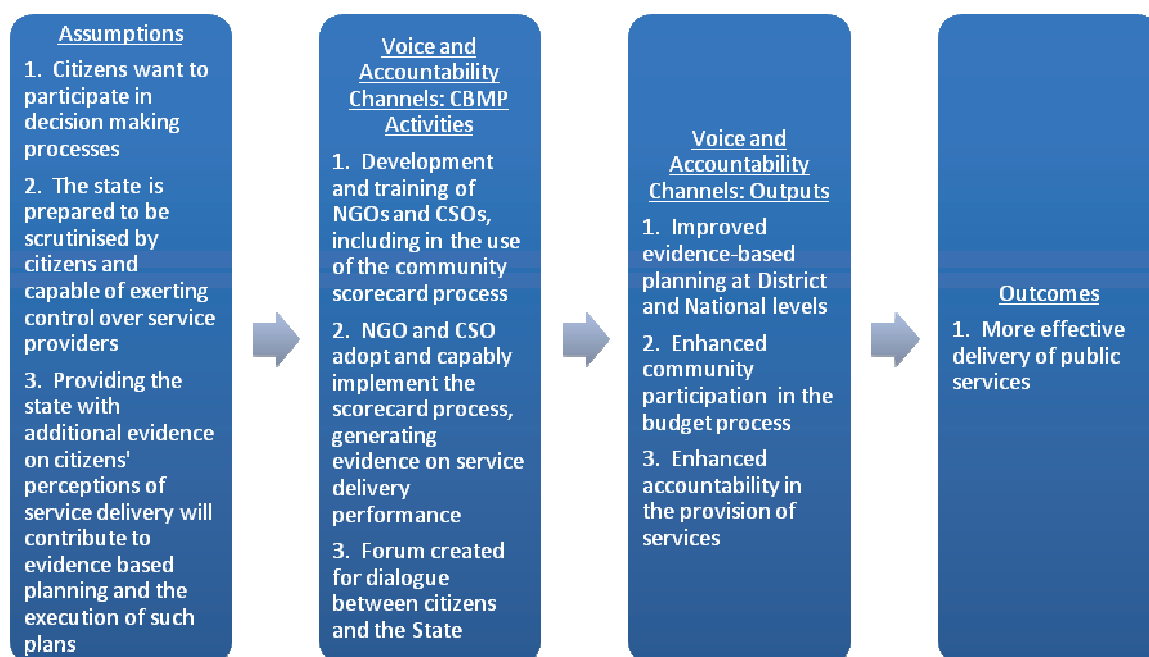 Assumptions
1. Citizens want to
participate in
decision making
processes
2. The state is
prepared to be
scrutinised by
citizens and
capable of exerting
control over service
providers
3. Providing the
state with
additional evidence
on citizens'
perceptions of
service delivery will
contribute to
evidence based
planning and the
execution of such
plans
Voice and
Accountability
Channels: CBMP
Activities
1. Development
and training of
NGOs and CSOs,
including in the use
of the community
scorecard process
2. NGO and CSO
adopt and capably
implement the
scorecard process,
generating
evidence on service
delivery
performance
3. Forum created
for dialogue
between citizens
and the State
Voice and
Accountability
Channels: Outputs
1. Improved
evidence-based
planning at District
and National levels
2. Enhanced
community
participation in the
budget process
3. Enhanced
accountability in
the provision of
services
Outcomes
1. More effective
delivery of public
services